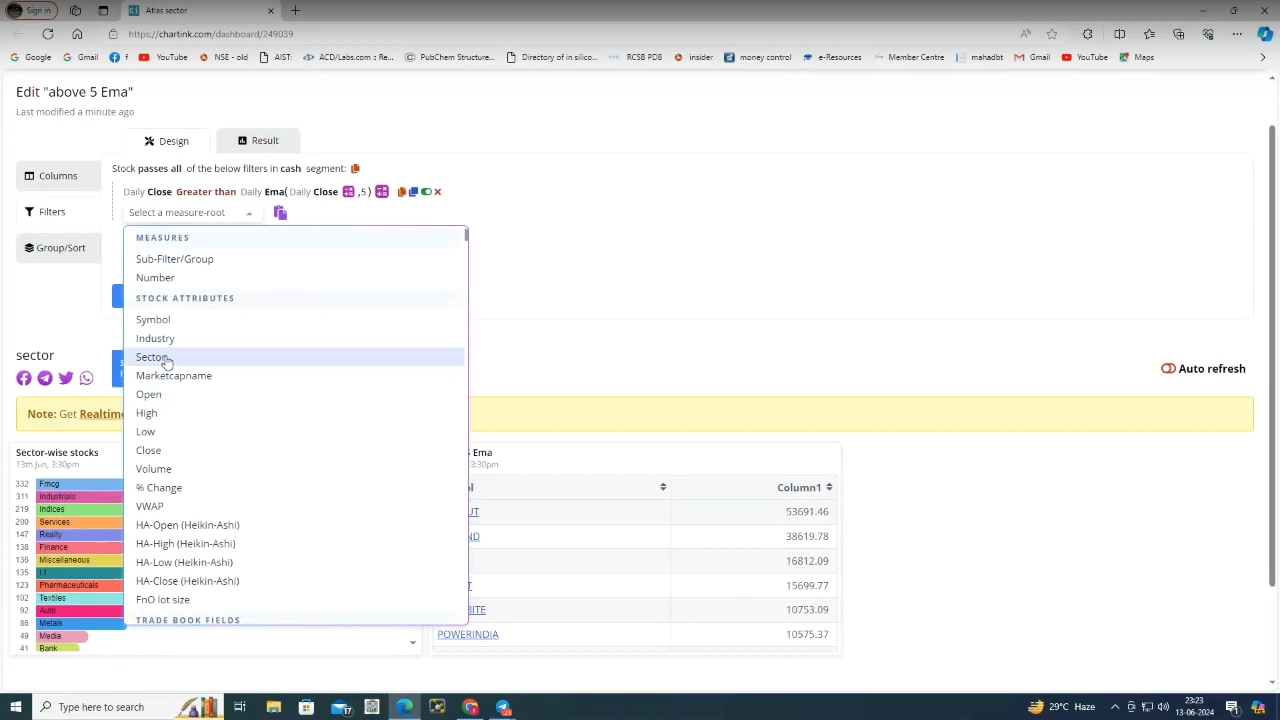 Sign in
Atlas sector
https://chartink.com/dashboard/249039
Google
Gmail
f
YouTube
NSE - old
AIST:
ACD/Labs.com: Re...
PubChem Structure...
Directory of in silico...
RCSB PDB
insider
money control
e-Resources
Member Centre
mahadbt
Gmail
YouTube
Maps
Edit "above 5 Ema"
Last modified a minute ago
Design
Result
Columns
Filters
Group/Sort
Stock passes all of the below filters in cash segment:
Daily Close Greater than Daily Ema( Daily Close ,5 )
Select a measure-root
MEASURES
Sub-Filter/Group
Number
STOCK ATTRIBUTES
Symbol
Industry
Sector
Marketcapname
Open
High
Low
Close
Volume
% Change
VWAP
HA-Open (Heikin-Ashi)
HA-High (Heikin-Ashi)
HA-Low (Heikin-Ashi)
HA-Close (Heikin-Ashi)
FnO lot size
TRADE BOOK FIELDS
sector
Auto refresh
Note: Get Realtime
Sector-wise stocks
13th Jun, 3:30pm
332 Fmcg
311 Industrials
219 Indices
200 Services
147 Realty
138 Finance
136 Miscellaneous
135 I.t
123 Pharmaceuticals
102 Textiles
92 Auto
86 Metals
49 Media
41 Bank
Ema
3:30pm
Column1
UT 53691.46
ND 38619.78
16812.09
T 15699.77
BITE 10753.09
POWERINDIA 10575.37
Type here to search
17
29°C Haze
23:23
13-06-2024